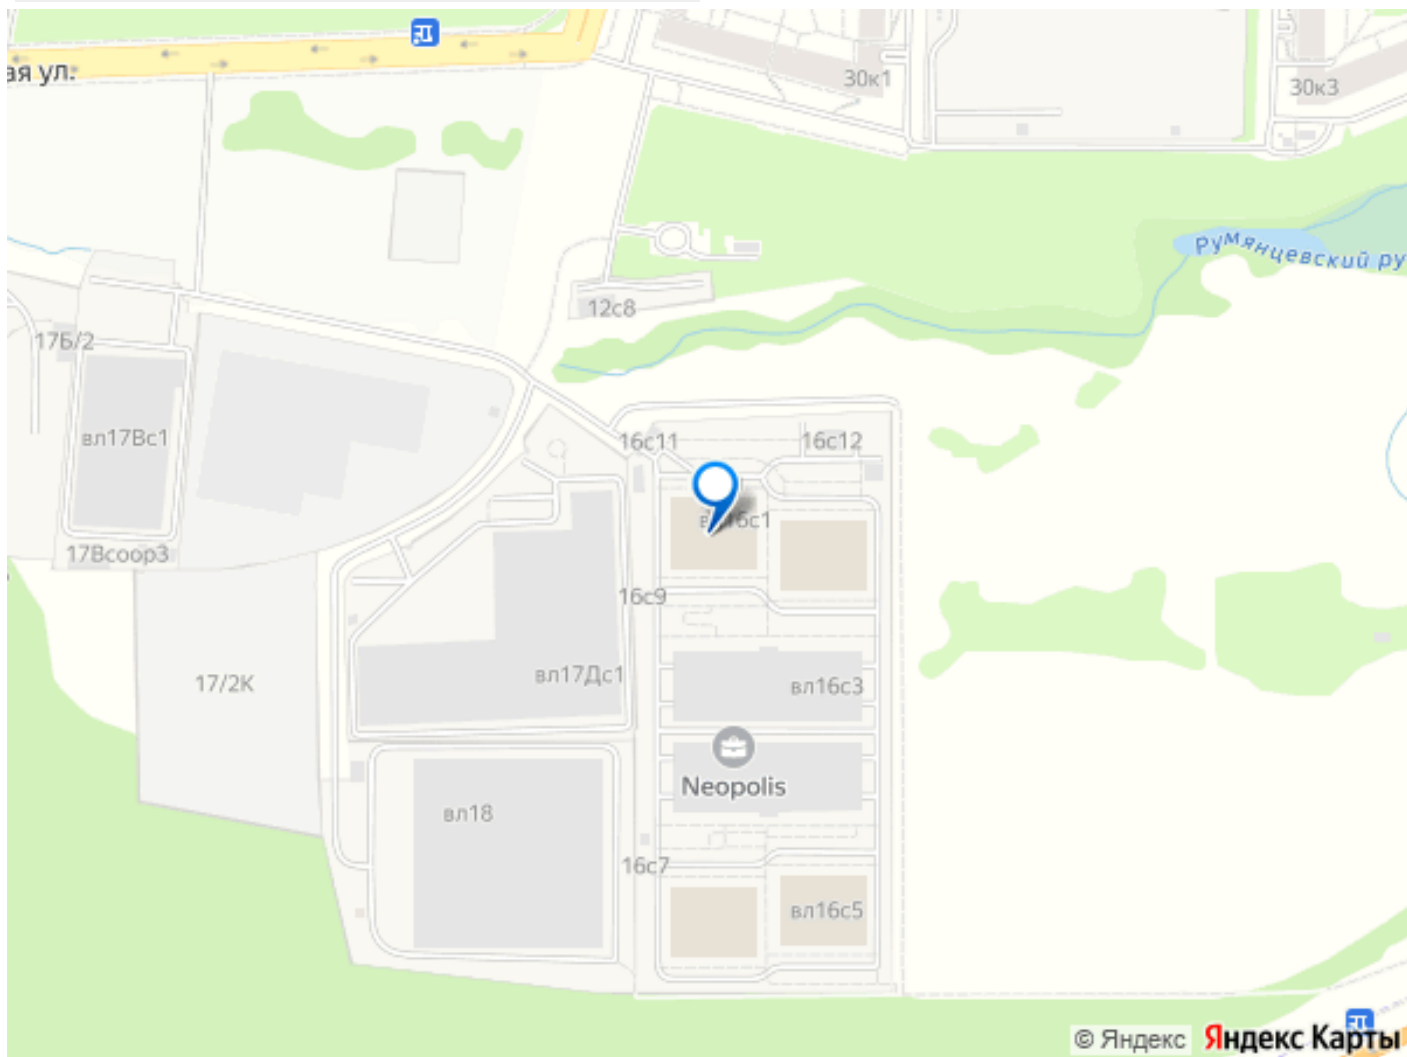 ая ул.
30к1
30к3
Румянцевский ру
12с8
17Б/2
вл17Вс1
16с11
16с12
вл16с1
17Всоор3
16с9
17/2К
вл17Дс1
вл16с3
Neopolis
вл18
16с7
вл16с5
© Яндекс Яндекс Карты